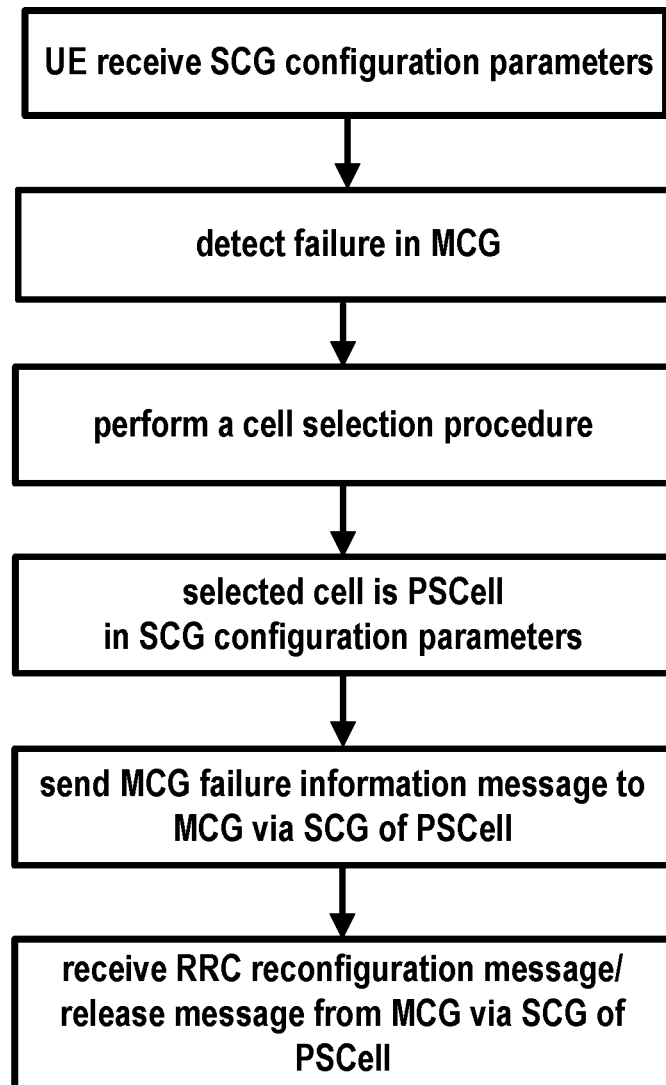 UE receive SCG configuration parameters
detect failure in MCG
perform a cell selection procedure
selected cell is PSCell
in SCG configuration parameters
send MCG failure information message to
MCG via SCG of PSCell
receive RRC reconfiguration message/
release message from MCG via SCG of
PSCell